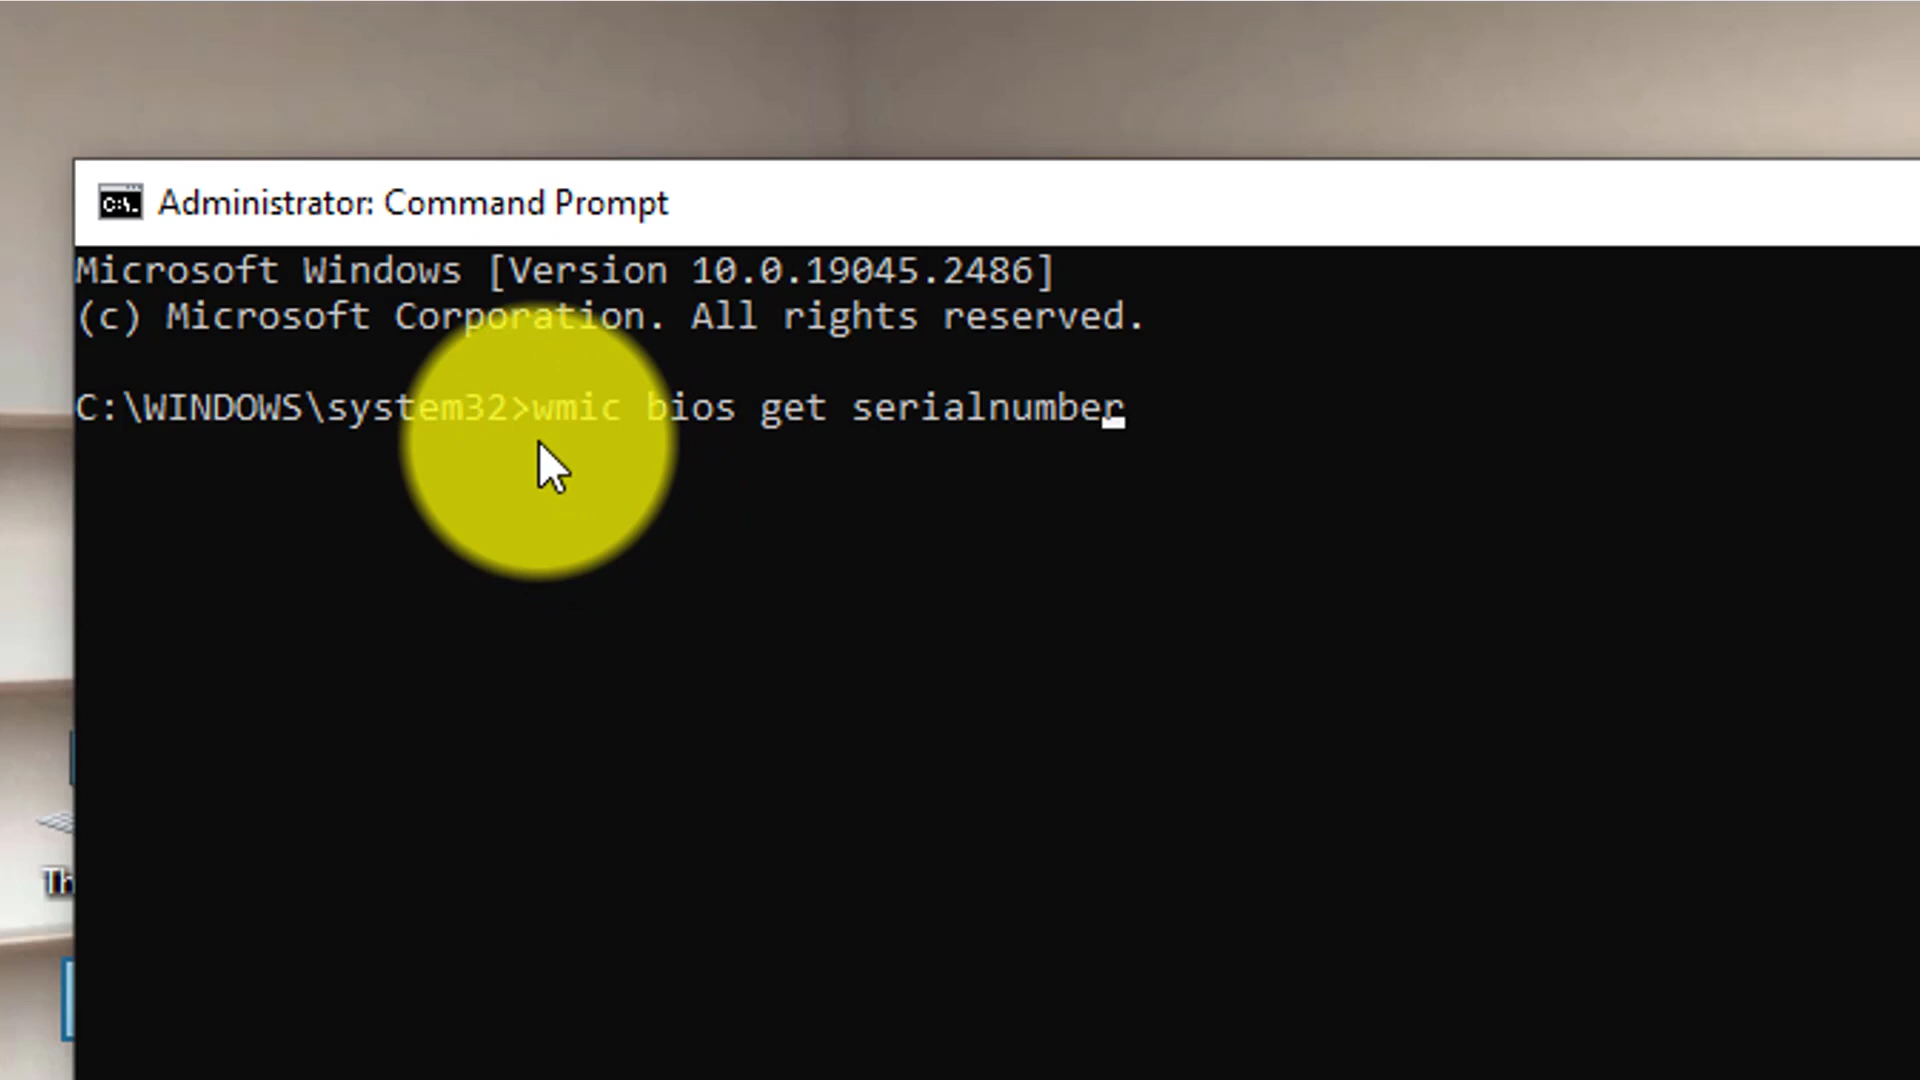 Administrator: Command Prompt
Microsoft Windows [Version 10.0.19045.2486]
(c) Microsoft Corporation. All rights reserved.
C:\WINDOWS\system32>wmic bios get serialnumber
Th